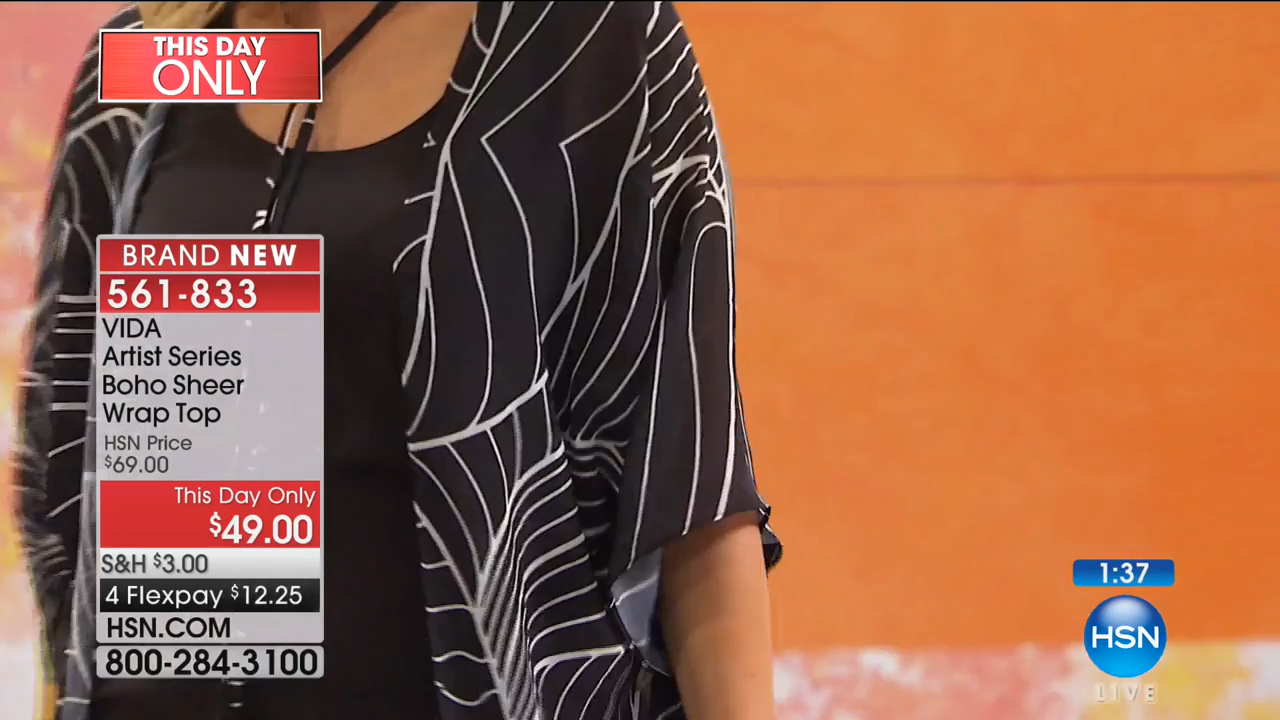 THIS DAY
ONLY
BRAND NEW
561-833
VIDA
Artist Series
Boho Sheer
Wrap Top
HSN Price
$69.00
This Day Only
$49.00
S&H $3.00
4 Flexpay $12.25
HSN.COM
800-284-3100
1:37
HSN
LIVE